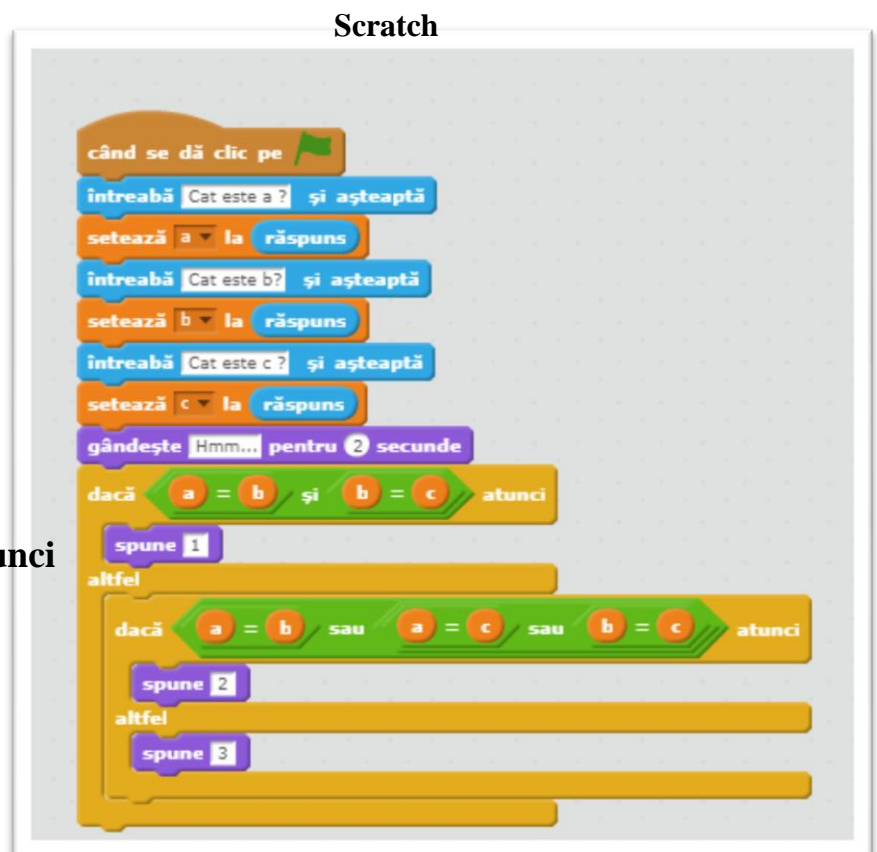 Scratch
când se dă clic pe
întreabă Cat este a ? și așteaptă
setează a la răspuns
întreabă Cat este b? și așteaptă
setează b la răspuns
întreabă Cat este c ? și așteaptă
setează c la răspuns
gândește Hmm... pentru 2 secunde
dacă a = b și b = c atunci
spune 1
unci
altfel
dacă a = b sau a = c sau b = c atunci
spune 2
altfel
spune 3